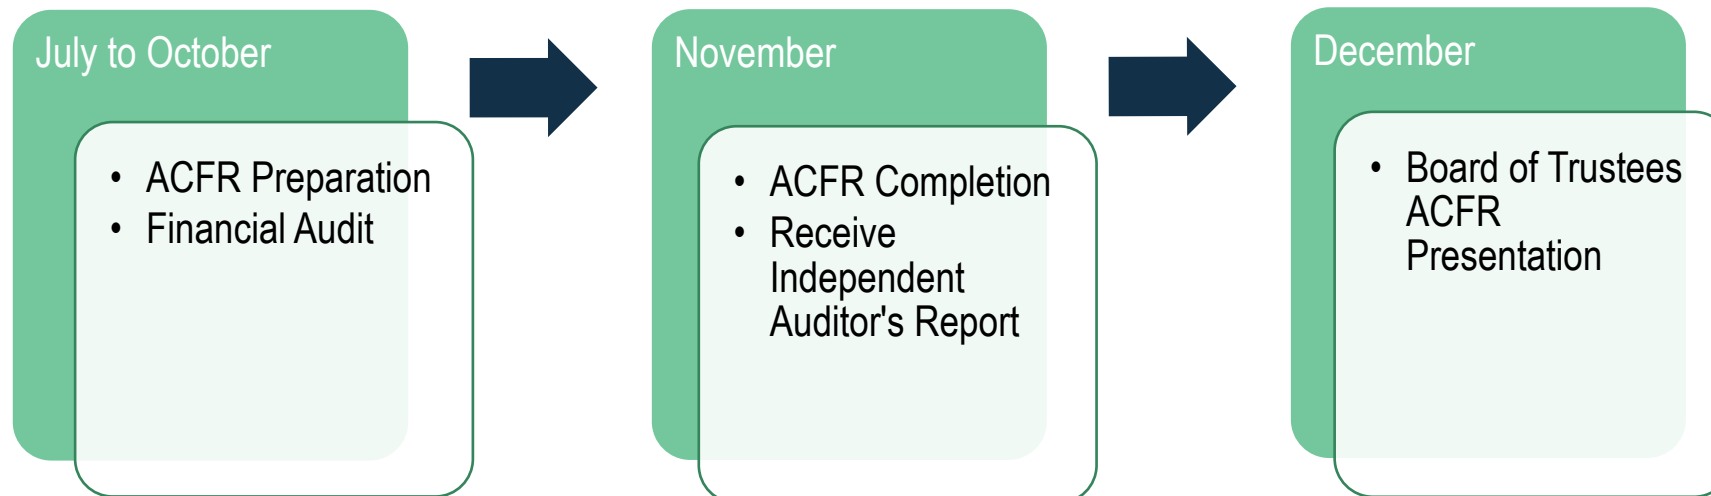 July to October
• ACFR Preparation
• Financial Audit
November
• ACFR Completion
• Receive
Independent
Auditor's Report
December
• Board of Trustees
ACFR
Presentation